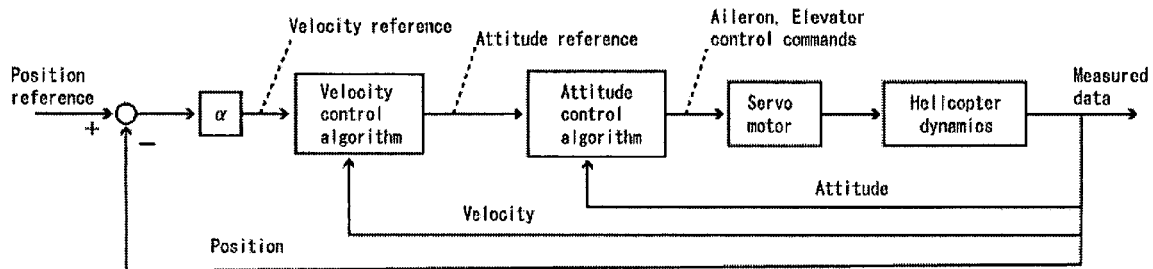 Velocity reference
Attitude reference
Aileron, Elevator
control commands
Position
reference
+
−
α
Velocity
control
algorithm
Attitude
control
algorithm
Servo
motor
Helicopter
dynamics
Measured
data
Attitude
Velocity
Position